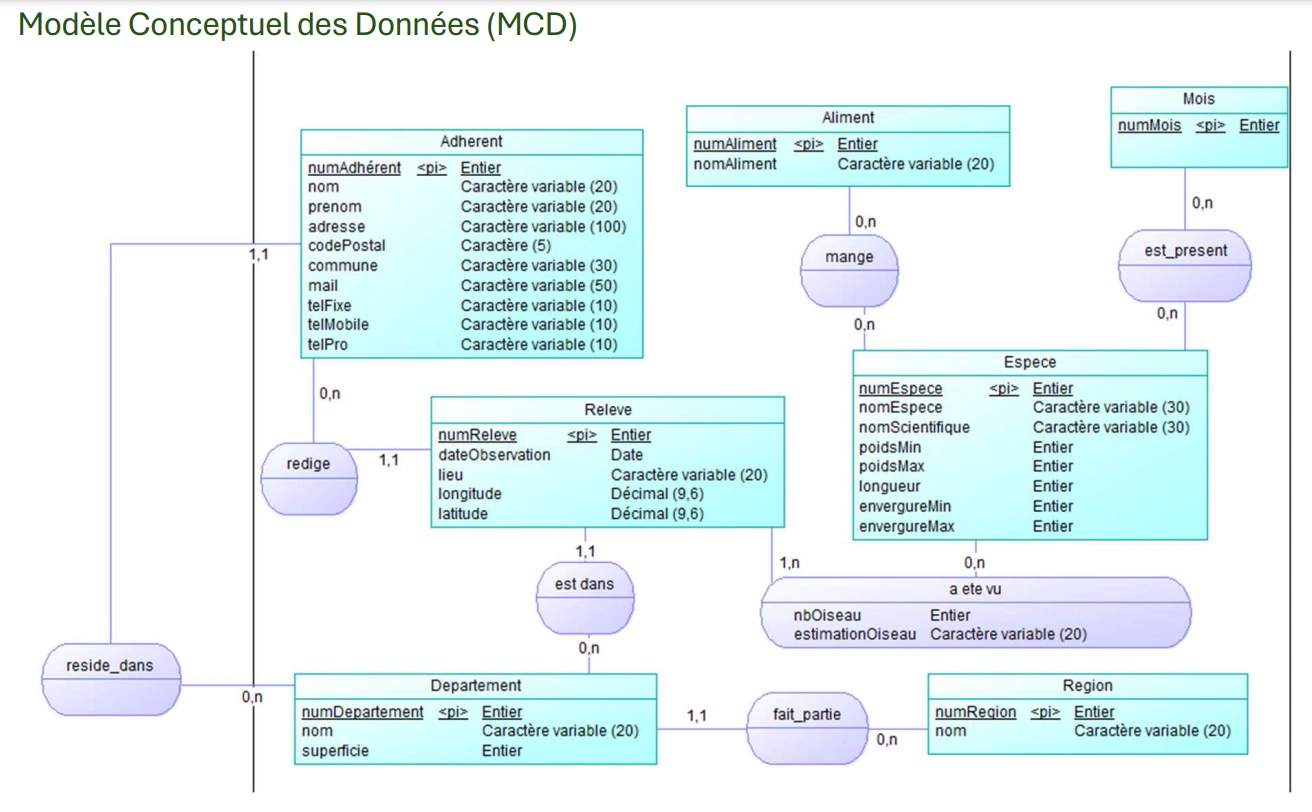 Modèle Conceptuel des Données (MCD)
Adherent
numAdhérent <pi> Entier
nom Caractère variable (20)
prenom Caractère variable (20)
adresse Caractère variable (100)
codePostal Caractère (5)
commune Caractère variable (30)
mail Caractère variable (50)
telFixe Caractère variable (10)
telMobile Caractère variable (10)
telPro Caractère variable (10)
Aliment
numAliment <pi> Entier
nomAliment Caractère variable (20)
Mois
numMois <pi> Entier
1,1
0,n
mange
0,n
0,n
est_present
0,n
Espece
numEspece <pi> Entier
nomEspece Caractère variable (30)
nomScientifique Caractère variable (30)
poidsMin Entier
poidsMax Entier
longueur Entier
envergureMin Entier
envergureMax Entier
0,n
redige
1,1
Releve
numReleve <pi> Entier
dateObservation Date
lieu Caractère variable (20)
longitude Décimal (9,6)
latitude Décimal (9,6)
1,1
est dans
0,n
1,n
0,n
a ete vu
nbOiseau Entier
estimationOiseau Caractère variable (20)
reside_dans
0,n
Departement
numDepartement <pi> Entier
nom Caractère variable (20)
superficie Entier
1,1
fait_partie
0,n
Region
numRegion <pi> Entier
nom Caractère variable (20)